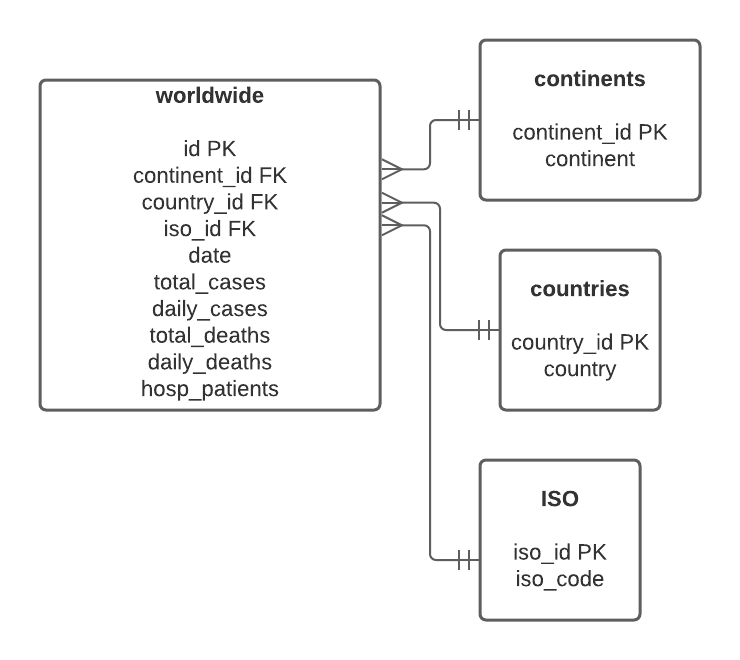 worldwide
id PK
continent_id FK
country_id FK
iso_id FK
date
total_cases
daily_cases
total_deaths
daily_deaths
hosp_patients
continents
continent_id PK
continent
countries
country_id PK
country
ISO
iso_id PK
iso_code